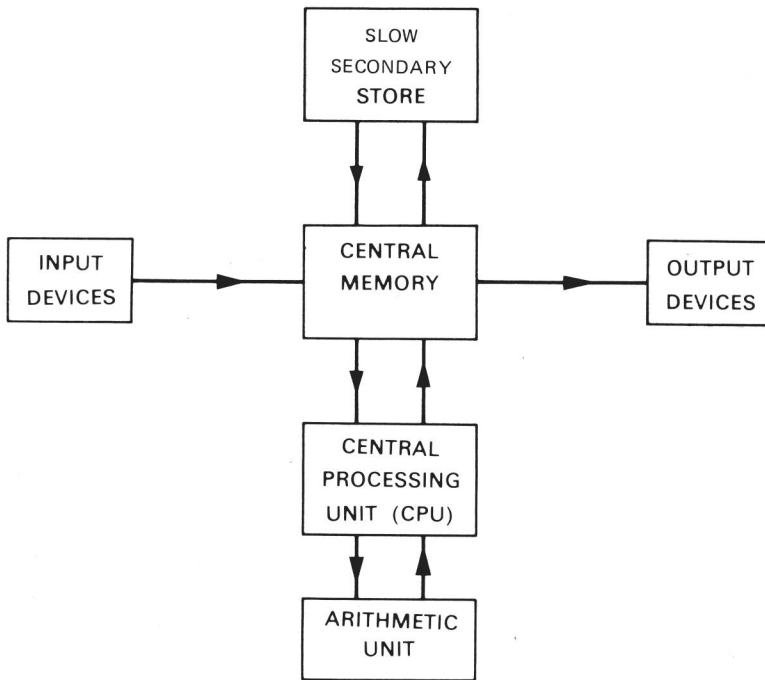 SLOW
SECONDARY
STORE
INPUT
DEVICES
CENTRAL
MEMORY
OUTPUT
DEVICES
CENTRAL
PROCESSING
UNIT (CPU)
ARITHMETIC
UNIT